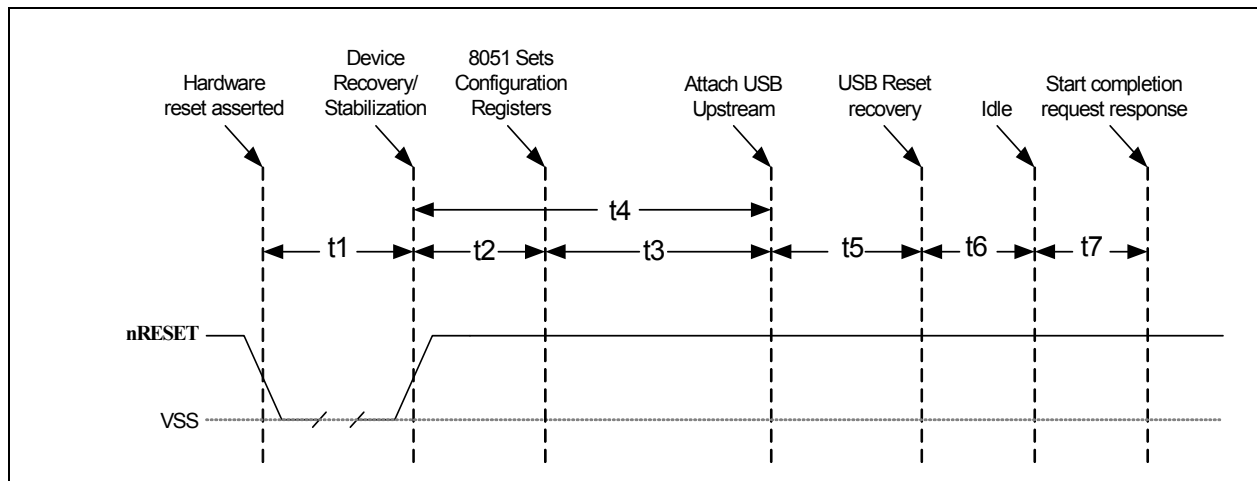 Hardware
reset asserted
Device
Recovery/
Stabilization
8051 Sets
Configuration
Registers
Attach USB
Upstream
USB Reset
recovery
Idle
Start completion
request response
t4
t1
t2
t3
t5
t6
t7
nRESET
VSS